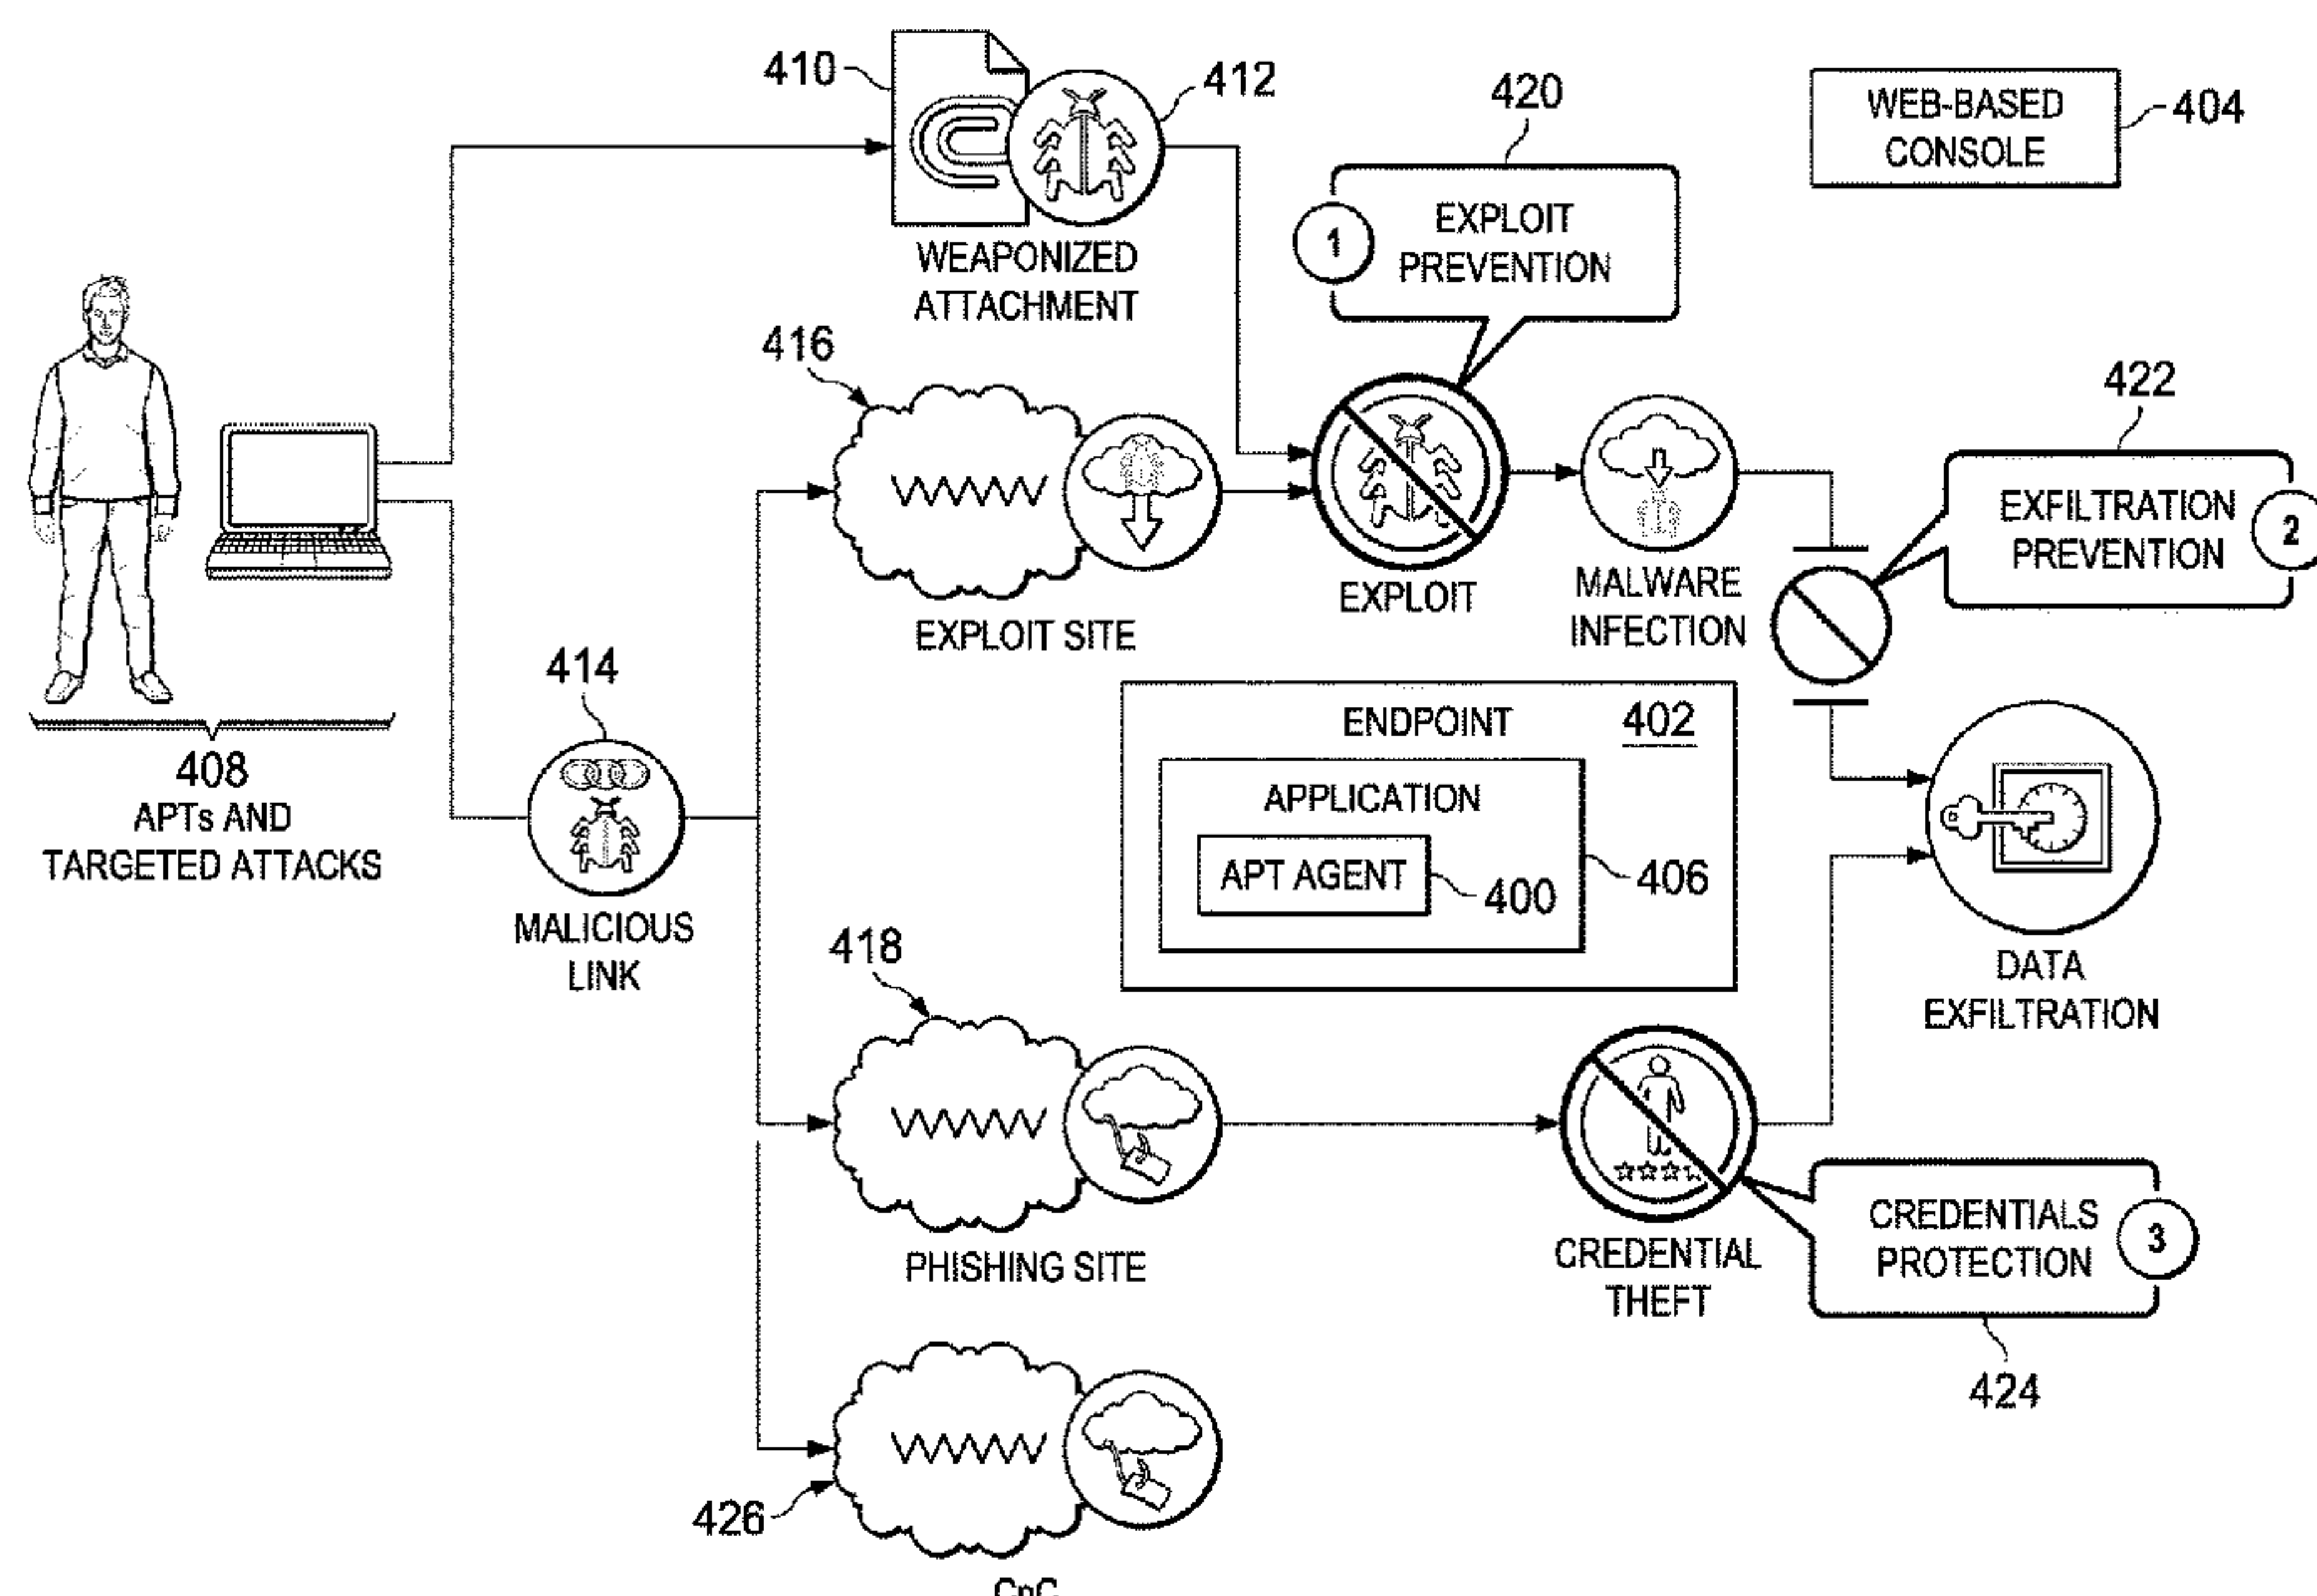 410
412
WEAPONIZED
ATTACHMENT
420
1
EXPLOIT
PREVENTION
WEB-BASED
CONSOLE
404
416
EXPLOIT SITE
EXPLOIT
MALWARE
INFECTION
422
EXFILTRATION
PREVENTION
2
408
APTs AND
TARGETED ATTACKS
414
MALICIOUS
LINK
ENDPOINT
402
APPLICATION
APT AGENT
400
406
DATA
EXFILTRATION
418
PHISHING SITE
CREDENTIAL
THEFT
CREDENTIALS
PROTECTION
3
424
426
CnC